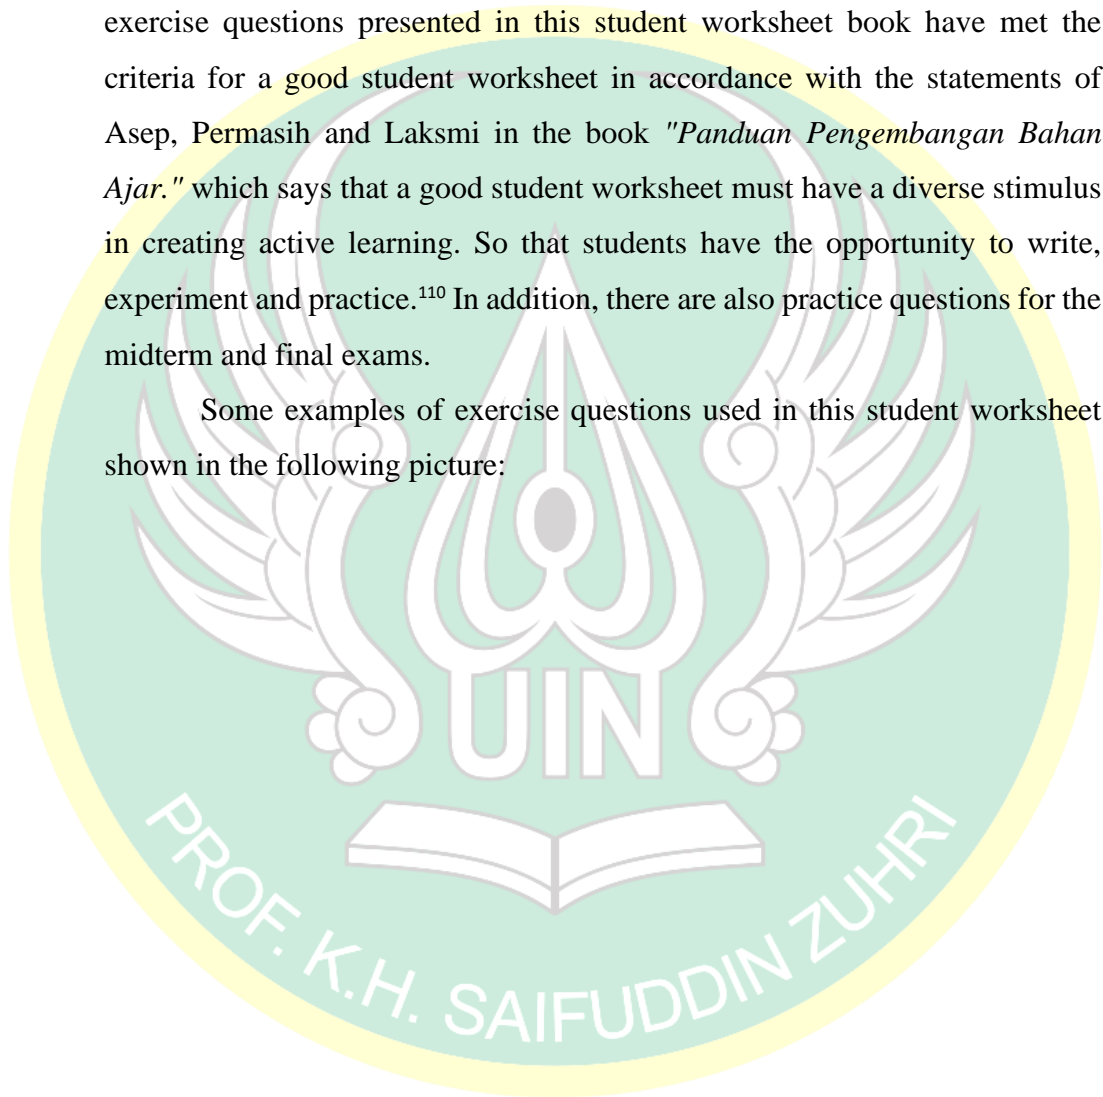 exercise questions presented in this student worksheet book have met the
criteria for a good student worksheet in accordance with the statements of
Asep, Permasih and Laksmi in the book "Panduan Pengembangan Bahan
Ajar." which says that a good student worksheet must have a diverse stimulus
in creating active learning. So that students have the opportunity to write,
experiment and practice.110 In addition, there are also practice questions for the
midterm and final exams.
Some examples of exercise questions used in this student worksheet
shown in the following picture:
UIN
PROF. K.H. SAIFUDDIN ZUHRI